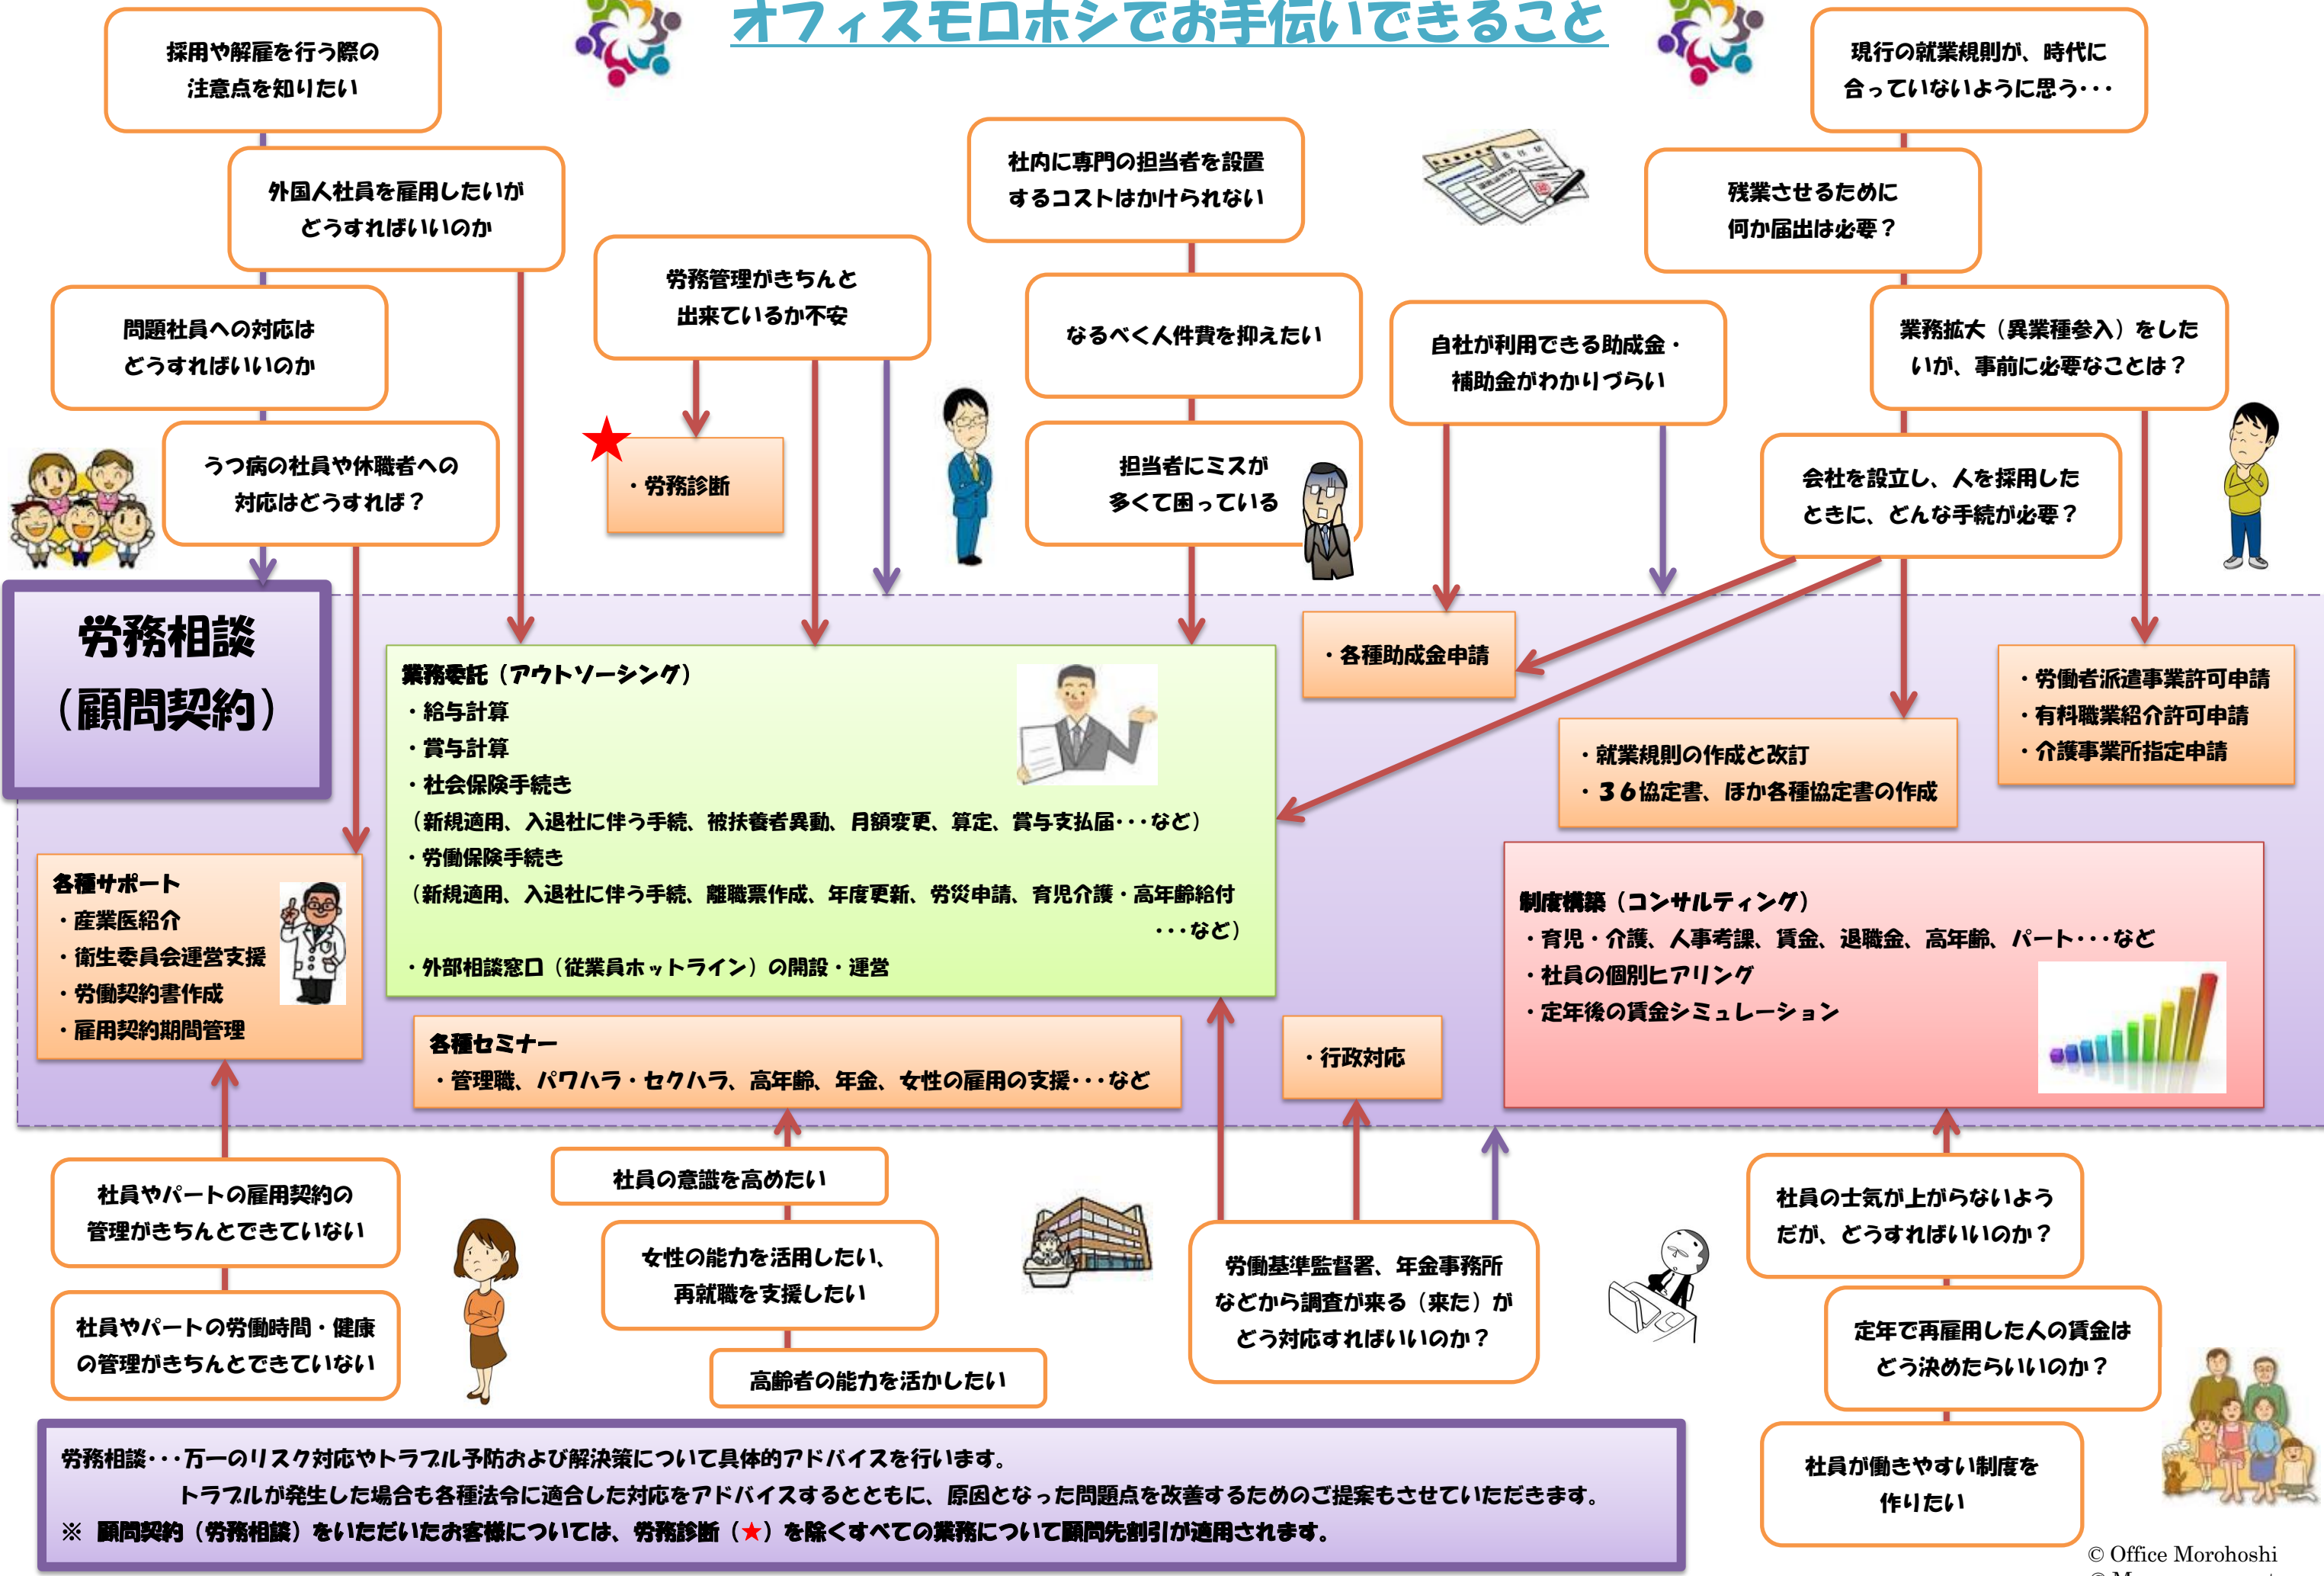 オフィスモロホシでお手伝いできること
採用や解雇を行う際の
注意点を知りたい
外国人社員を雇用したいが
どうすればいいのか
問題社員への対応は
どうすればいいのか
うつ病の社員や休職者への
対応はどうすれば？
労務管理がきちんと
出来ているか不安
・労務診断
社内に専門の担当者を設置
するコストはかけられない
なるべく人件費を抑えたい
担当者にミスが
多くて困っている
自社が利用できる助成金・
補助金がわかりづらい
現行の就業規則が、時代に
合っていないように思う・・・
残業させるために
何か届出は必要？
業務拡大（異業種参入）をした
いが、事前に必要なことは？
会社を設立し、人を採用した
ときに、どんな手続が必要？
労務相談
（顧問契約）
業務委託（アウトソーシング）
・給与計算
・賞与計算
・社会保険手続き
（新規適用、入退社に伴う手続、被扶養者異動、月額変更、算定、賞与支払届・・・など）
・労働保険手続き
（新規適用、入退社に伴う手続、離職票作成、年度更新、労災申請、育児介護・高年齢給付
・・・など）
・外部相談窓口（従業員ホットライン）の開設・運営
・各種助成金申請
・労働者派遣事業許可申請
・有料職業紹介許可申請
・介護事業所指定申請
・就業規則の作成と改訂
・３６協定書、ほか各種協定書の作成
各種サポート
・産業医紹介
・衛生委員会運営支援
・労働契約書作成
・雇用契約期間管理
制度構築（コンサルティング）
・育児・介護、人事考課、賃金、退職金、高年齢、パート・・・など
・社員の個別ヒアリング
・定年後の賃金シミュレーション
各種セミナー
・管理職、パワハラ・セクハラ、高年齢、年金、女性の雇用の支援・・・など
・行政対応
社員やパートの雇用契約の
管理がきちんとできていない
社員やパートの労働時間・健康
の管理がきちんとできていない
社員の意識を高めたい
女性の能力を活用したい、
再就職を支援したい
高齢者の能力を活かしたい
労働基準監督署、年金事務所
などから調査が来る（来た）が
どう対応すればいいのか？
社員の士気が上がらないよう
だが、どうすればいいのか？
定年で再雇用した人の賃金は
どう決めたらいいのか？
社員が働きやすい制度を
作りたい
労務相談・・・万一のリスク対応やトラブル予防および解決策について具体的アドバイスを行います。
トラブルが発生した場合も各種法令に適合した対応をアドバイスするとともに、原因となった問題点を改善するためのご提案もさせていただきます。
※ 顧問契約（労務相談）をいただいたお客様については、労務診断（★）を除くすべての業務について顧問先割引が適用されます。
© Office Morohoshi